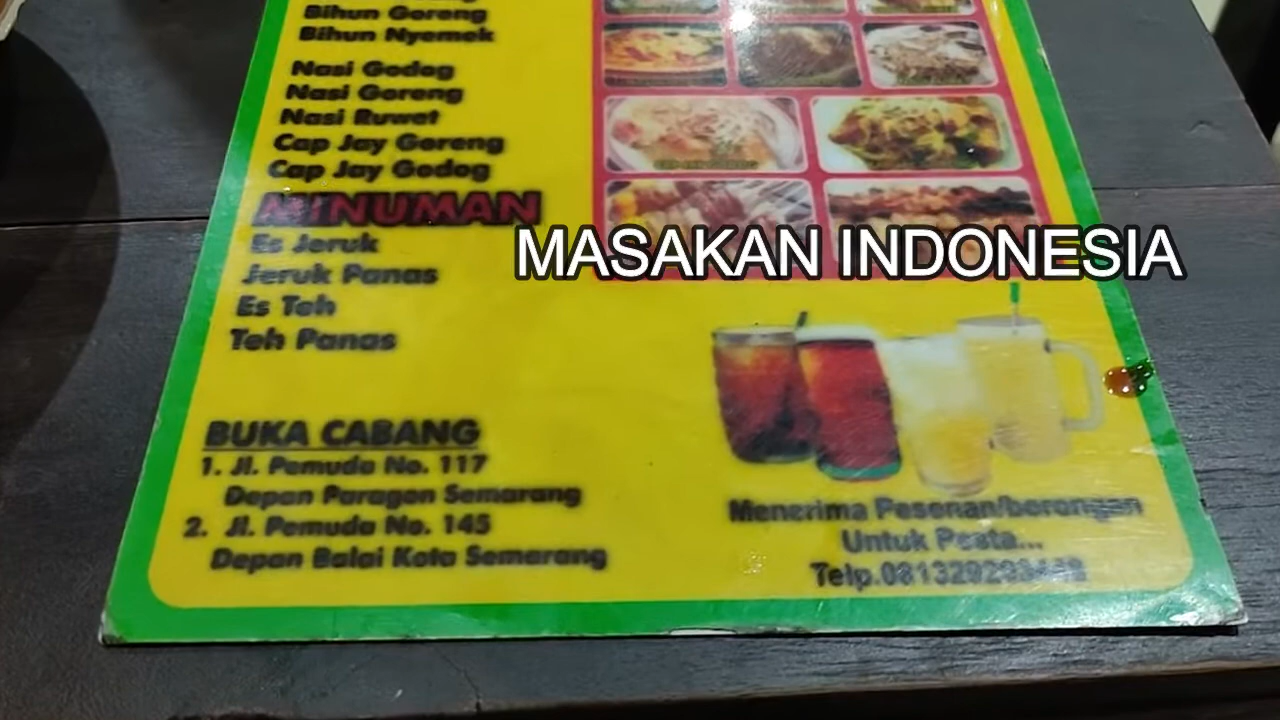 Bihun Goreng
Bihun Nyemek
Nasi Godog
Nasi Goreng
Nasi Ruwet
Cap Jay Goreng
Cap Jay Godog
MINUMAN
Es Jeruk
Jeruk Panas
Es Teh
Teh Panas
BUKA CABANG
1. Jl. Pemuda No. 117
Depan Paragon Semarang
2. Jl. Pemuda No. 145
Depan Balai Kota Semarang
MASAKAN INDONESIA
Menerima Pesenan/borongan
Untuk Pesta...